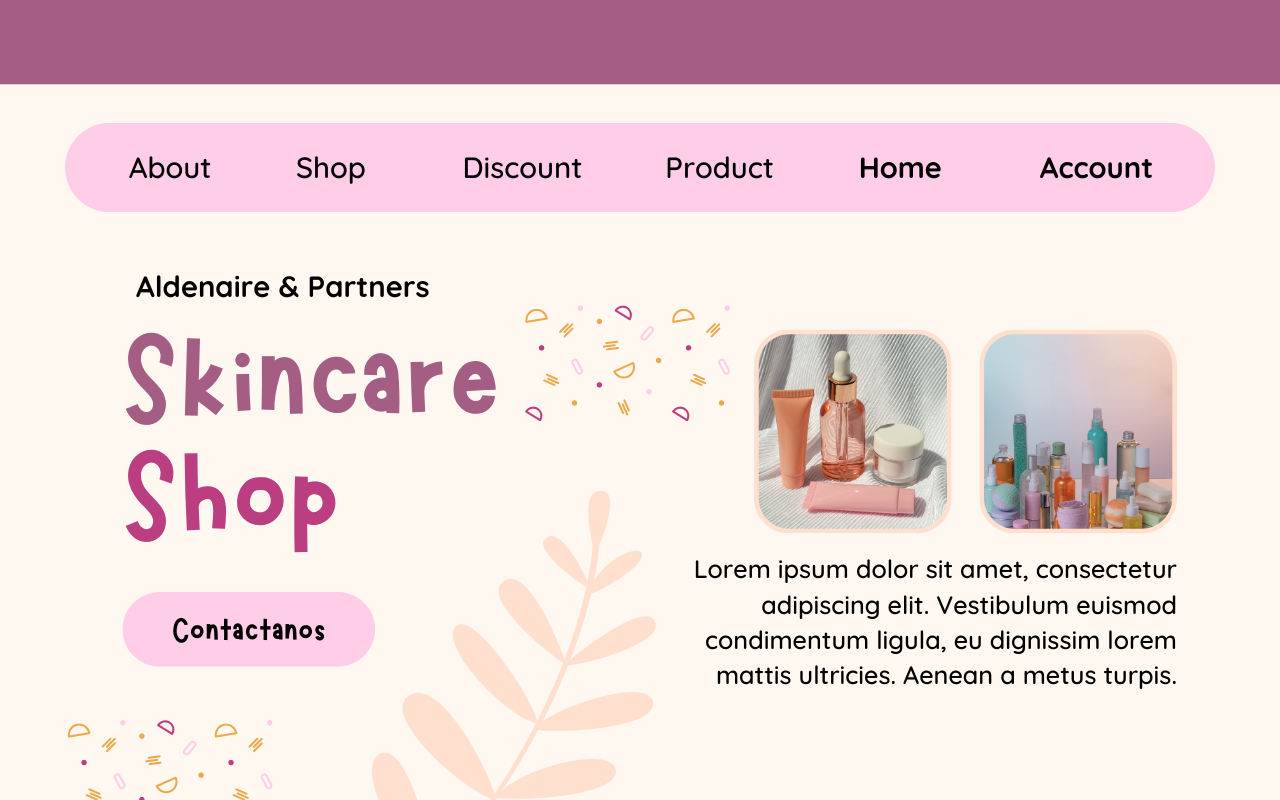 About Shop Discount Product Home Account
Aldenaire & Partners
Skincare
Shop
Contactanos
Lorem ipsum dolor sit amet, consectetur
adipiscing elit. Vestibulum euismod
condimentum ligula, eu dignissim lorem
mattis ultricies. Aenean a metus turpis.